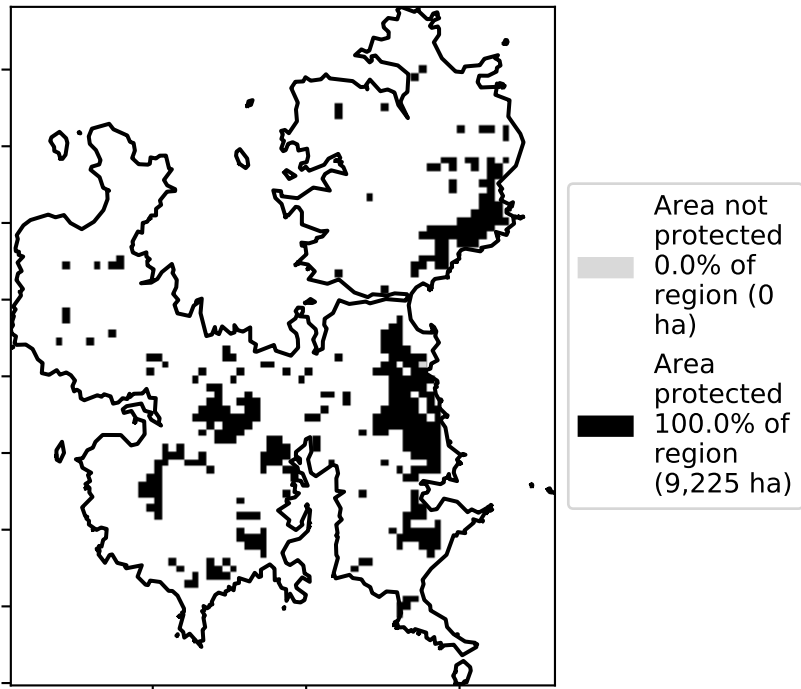 Area not
protected
0.0% of
region (0
ha)
Area
protected
100.0% of
region
(9,225 ha)